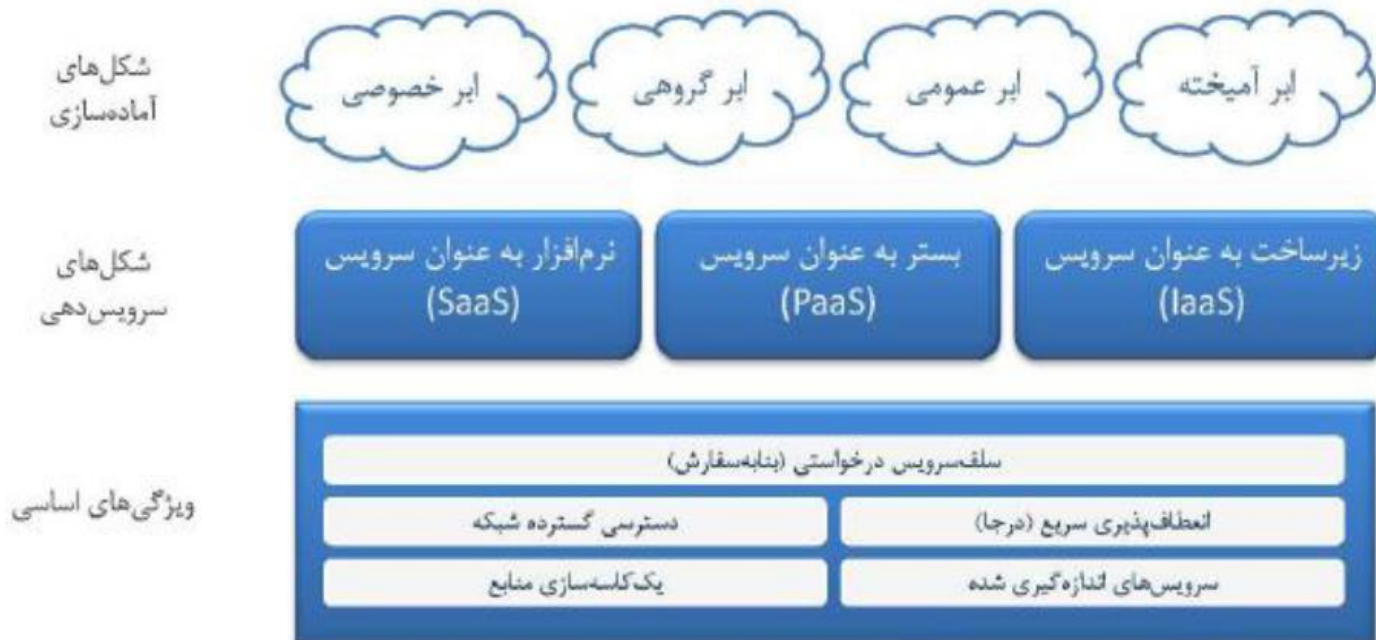 شکل‌های
آماده‌سازی
ابر آمیخته
ابر عمومی
ابر گروهی
ابر خصوصی
شکل‌های
سرویس‌دهی
زیرساخت به عنوان سرویس
(IaaS)
بستر به عنوان سرویس
(PaaS)
نرم‌افزار به عنوان سرویس
(SaaS)
ویژگی‌های اساسی
سلف‌سرویس درخواستی (بنابه‌سفارش)
انعطاف‌پذیری سریع (درجا)
دسترسی گسترده شبکه
سرویس‌های اندازه‌گیری شده
یک‌کاسه‌سازی منابع